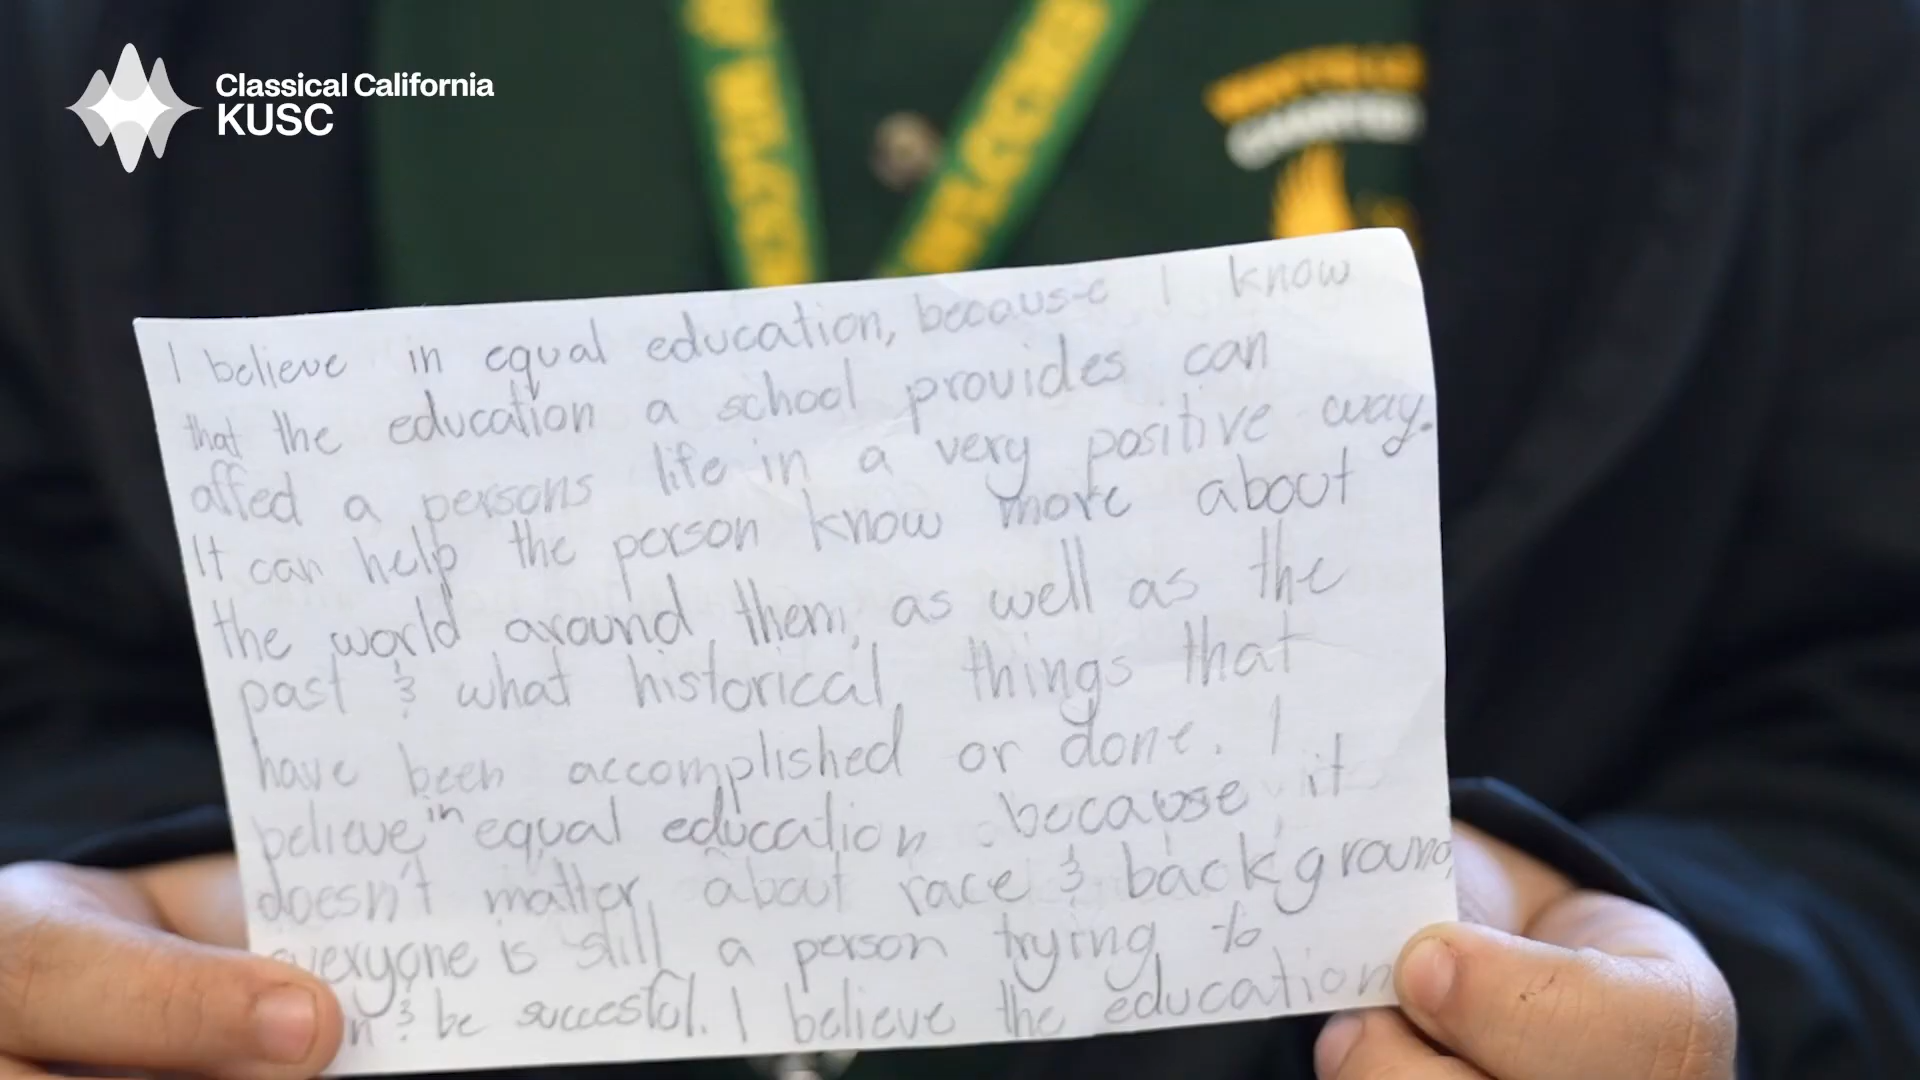 Classical California
KUSC
I believe in equal education, because I know
that the education a school provides can
affed a persons life in a very positive way.
It can help the person know more about
the world around them, as well as the
past & what historical things that
have been accomplished or done. I
believe in equal education because it
doesn't matter about race & background,
everyone is still a person trying to
& be succesful. I believe the education